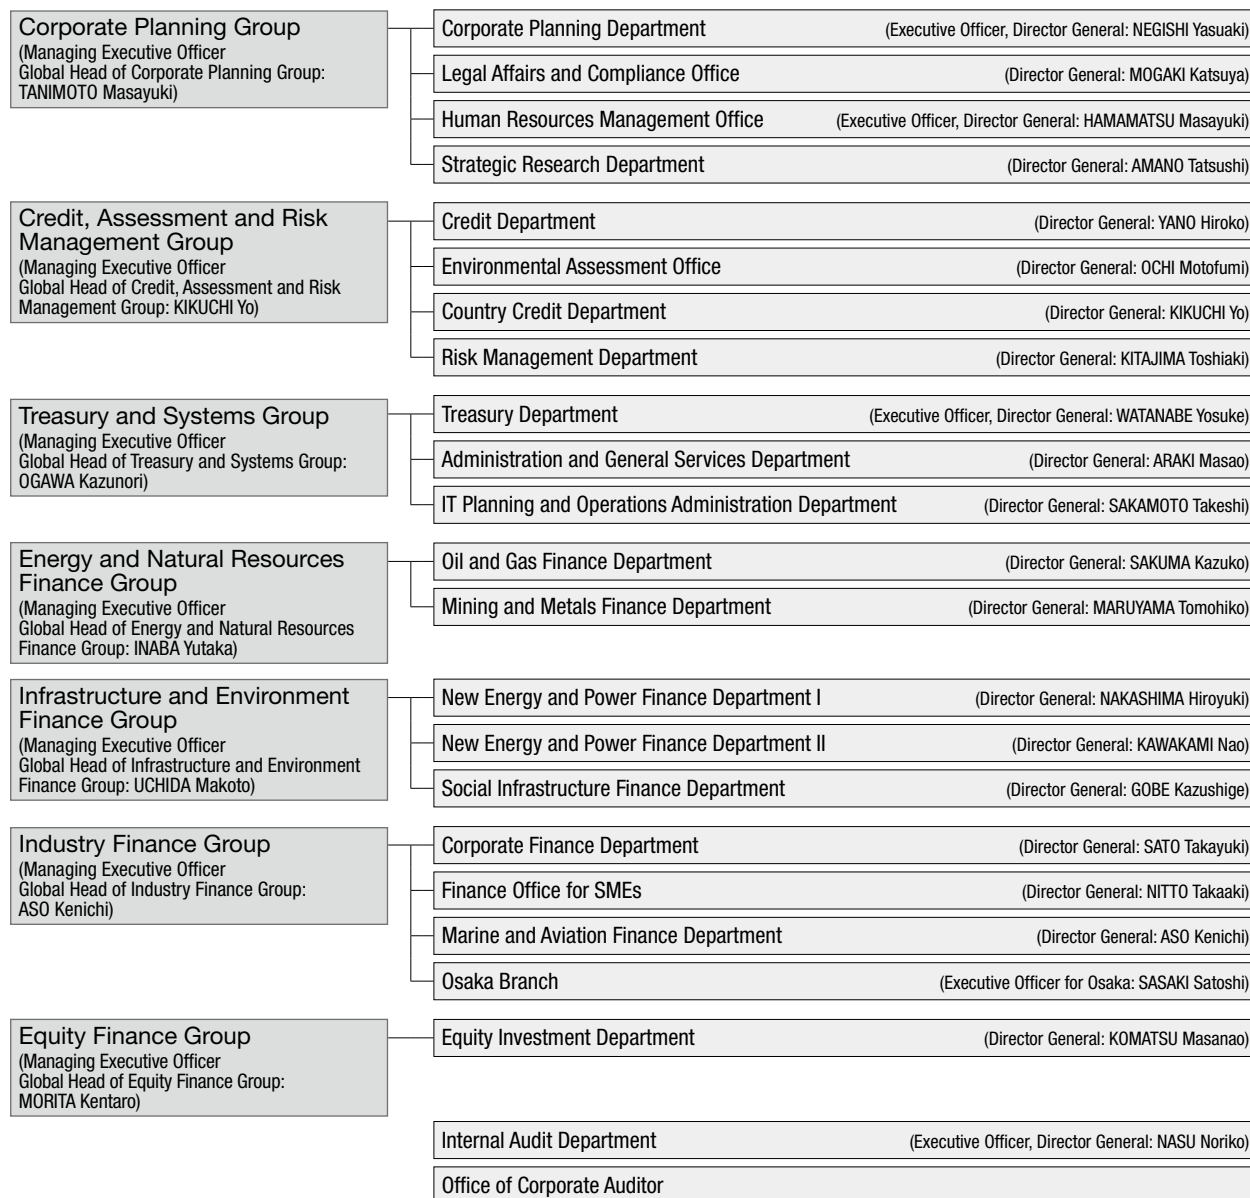 Corporate Planning Group
(Managing Executive Officer
Global Head of Corporate Planning Group:
TANIMOTO Masayuki)
Corporate Planning Department (Executive Officer, Director General: NEGISHI Yasuaki)
Legal Affairs and Compliance Office (Director General: MOGAKI Katsuya)
Human Resources Management Office (Executive Officer, Director General: HAMAMATSU Masayuki)
Strategic Research Department (Director General: AMANO Tatsushi)
Credit, Assessment and Risk
Management Group
(Managing Executive Officer
Global Head of Credit, Assessment and Risk
Management Group: KIKUCHI Yo)
Credit Department (Director General: YANO Hiroko)
Environmental Assessment Office (Director General: OCHI Motofumi)
Country Credit Department (Director General: KIKUCHI Yo)
Risk Management Department (Director General: KITAJIMA Toshiaki)
Treasury and Systems Group
(Managing Executive Officer
Global Head of Treasury and Systems Group:
OGAWA Kazunori)
Treasury Department (Executive Officer, Director General: WATANABE Yosuke)
Administration and General Services Department (Director General: ARAKI Masao)
IT Planning and Operations Administration Department (Director General: SAKAMOTO Takeshi)
Energy and Natural Resources
Finance Group
(Managing Executive Officer
Global Head of Energy and Natural Resources
Finance Group: INABA Yutaka)
Oil and Gas Finance Department (Director General: SAKUMA Kazuko)
Mining and Metals Finance Department (Director General: MARUYAMA Tomohiko)
Infrastructure and Environment
Finance Group
(Managing Executive Officer
Global Head of Infrastructure and Environment
Finance Group: UCHIDA Makoto)
New Energy and Power Finance Department I (Director General: NAKASHIMA Hiroyuki)
New Energy and Power Finance Department II (Director General: KAWAKAMI Nao)
Social Infrastructure Finance Department (Director General: GOBE Kazushige)
Industry Finance Group
(Managing Executive Officer
Global Head of Industry Finance Group:
ASO Kenichi)
Corporate Finance Department (Director General: SATO Takayuki)
Finance Office for SMEs (Director General: NITTO Takaaki)
Marine and Aviation Finance Department (Director General: ASO Kenichi)
Osaka Branch (Executive Officer for Osaka: SASAKI Satoshi)
Equity Finance Group
(Managing Executive Officer
Global Head of Equity Finance Group:
MORITA Kentaro)
Equity Investment Department (Director General: KOMATSU Masanao)
Internal Audit Department (Executive Officer, Director General: NASU Noriko)
Office of Corporate Auditor